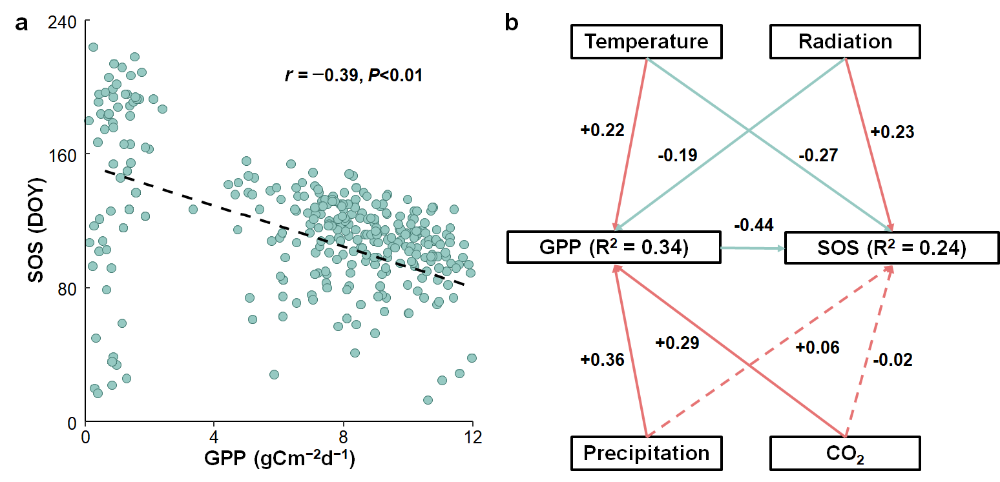 a
240
160
80
0
SOS (DOY)
r = −0.39, P<0.01
0 4 8 12
GPP (gCm⁻²d⁻¹)
b
Temperature Radiation
+0.22
-0.19
-0.27
+0.23
-0.44
GPP (R² = 0.34) SOS (R² = 0.24)
+0.36
+0.29
+0.06
-0.02
Precipitation CO₂